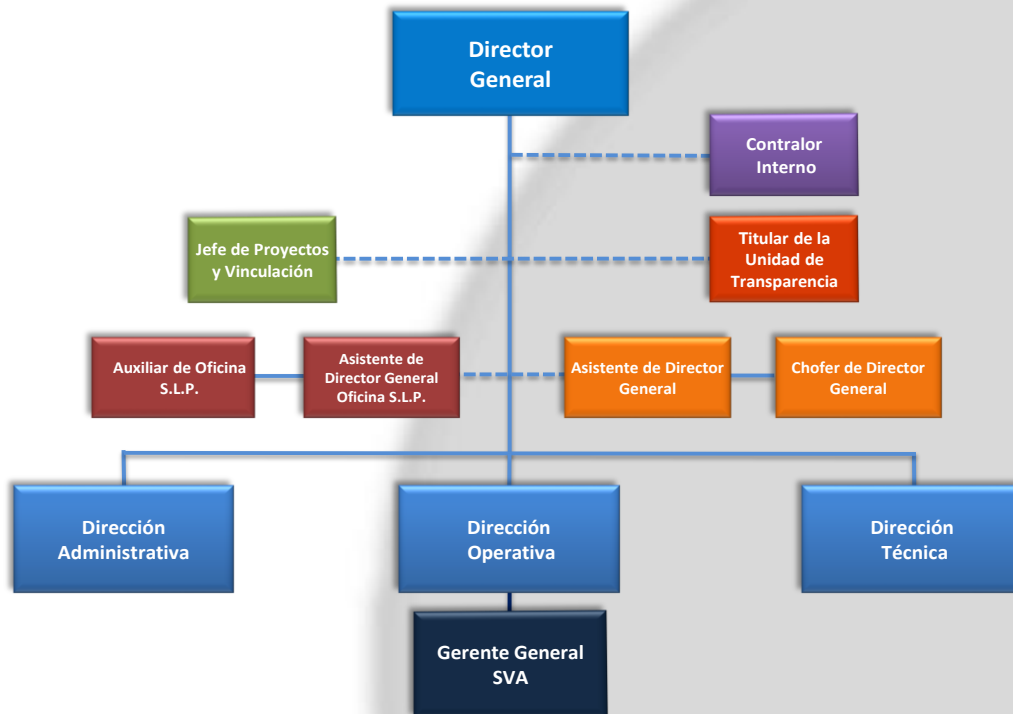 Director
General
Contralor
Interno
Jefe de Proyectos
y Vinculación
Titular de la
Unidad de
Transparencia
Auxiliar de Oficina
S.L.P.
Asistente de
Director General
Oficina S.L.P.
Asistente de Director
General
Chofer de Director
General
Dirección
Administrativa
Dirección
Operativa
Dirección
Técnica
Gerente General
SVA